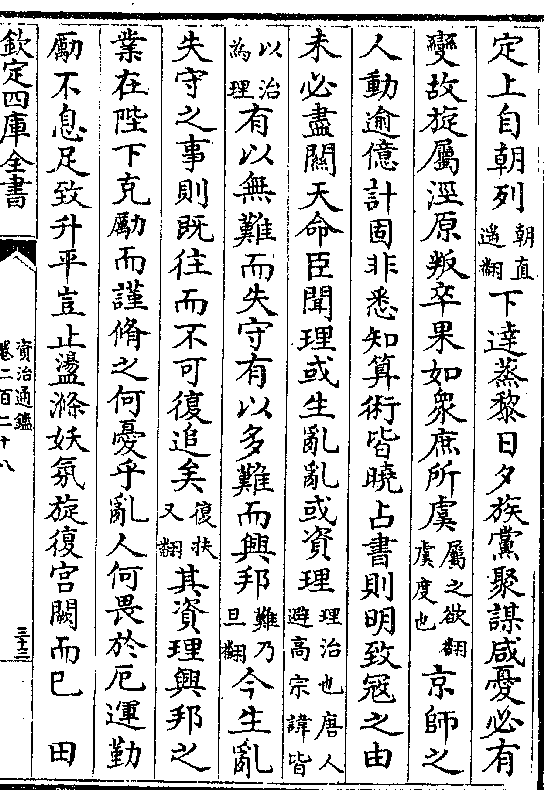 定上自朝列朝直遥翻下達蒸黎日夕族黨聚謀咸憂必有
變故旋屬涇原叛卒果如衆庶所虞屬之欲翻虞度也京師之
人動逾億計固非悉知算術皆曉占書則明致冦之由
未必盡關天命臣聞理或生亂亂或資理理治也唐人避高宗諱皆
以治為理有以無難而失守有以多難而興邦難乃旦翻今生亂
失守之事則既往而不可復追矣復扶又翻其資理興邦之
業在陛下克勵而謹脩之何憂乎亂人何畏於厄運勤
勵不息足致升平豈止盪滌妖氛旋復宮闕而已　田
欽定四庫全書
資治通鑑
卷二百二十八